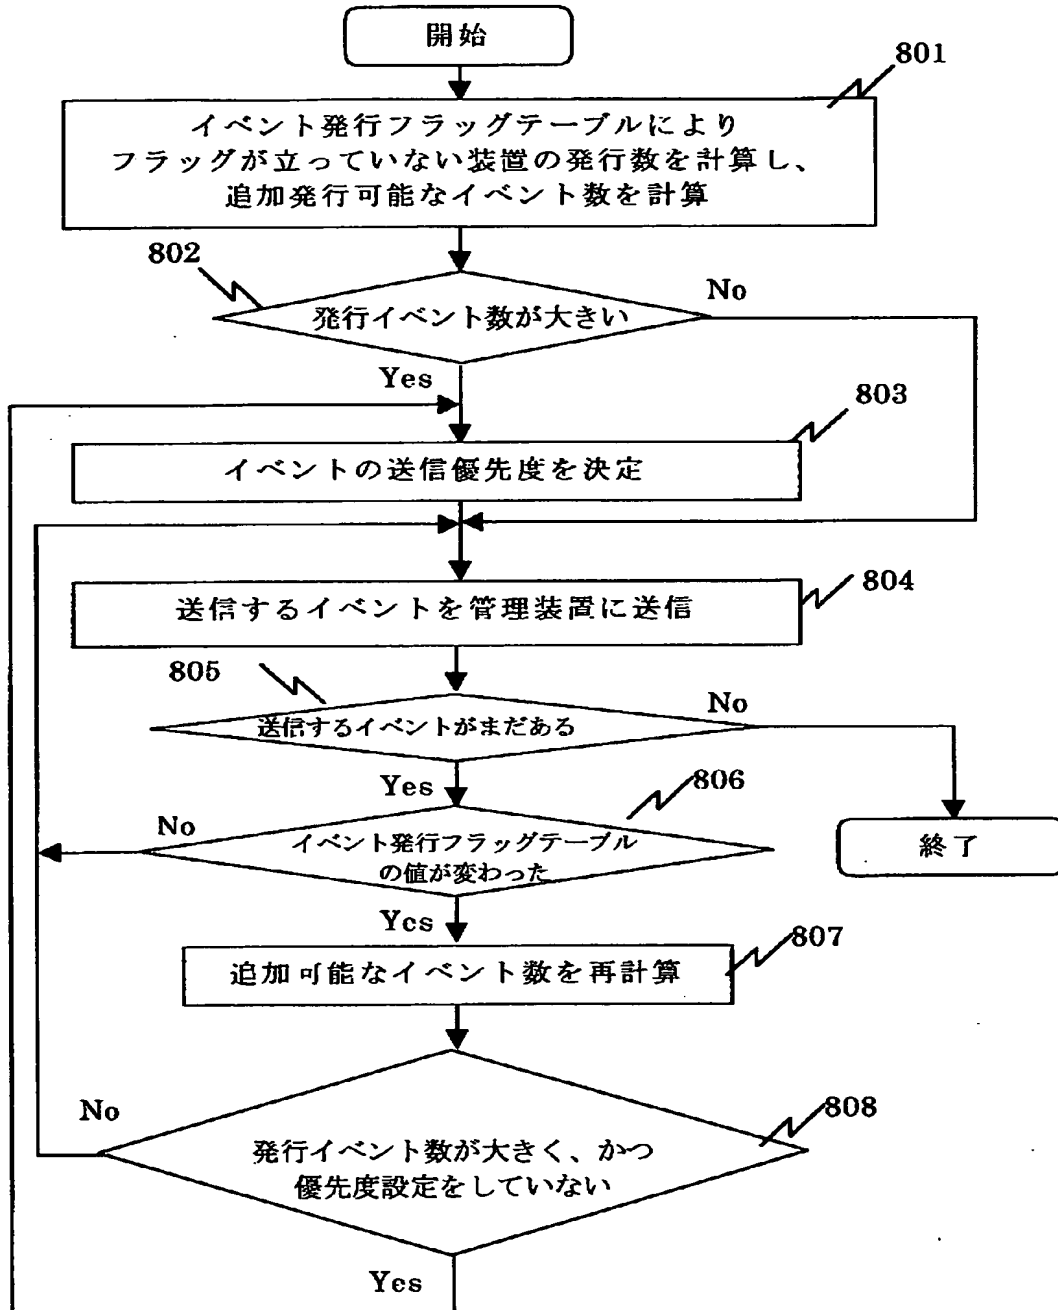 開始
801
イベント発行フラッグテーブルにより
フラッグが立っていない装置の発行数を計算し、
追加発行可能なイベント数を計算
802
No
発行イベント数が大きい
Yes
803
イベントの送信優先度を決定
804
送信するイベントを管理装置に送信
805
No
送信するイベントがまだある
Yes
806
No
イベント発行フラッグテーブル
の値が変わった
終了
Yes
807
追加可能なイベント数を再計算
No
808
発行イベント数が大きく、かつ
優先度設定をしていない
Yes